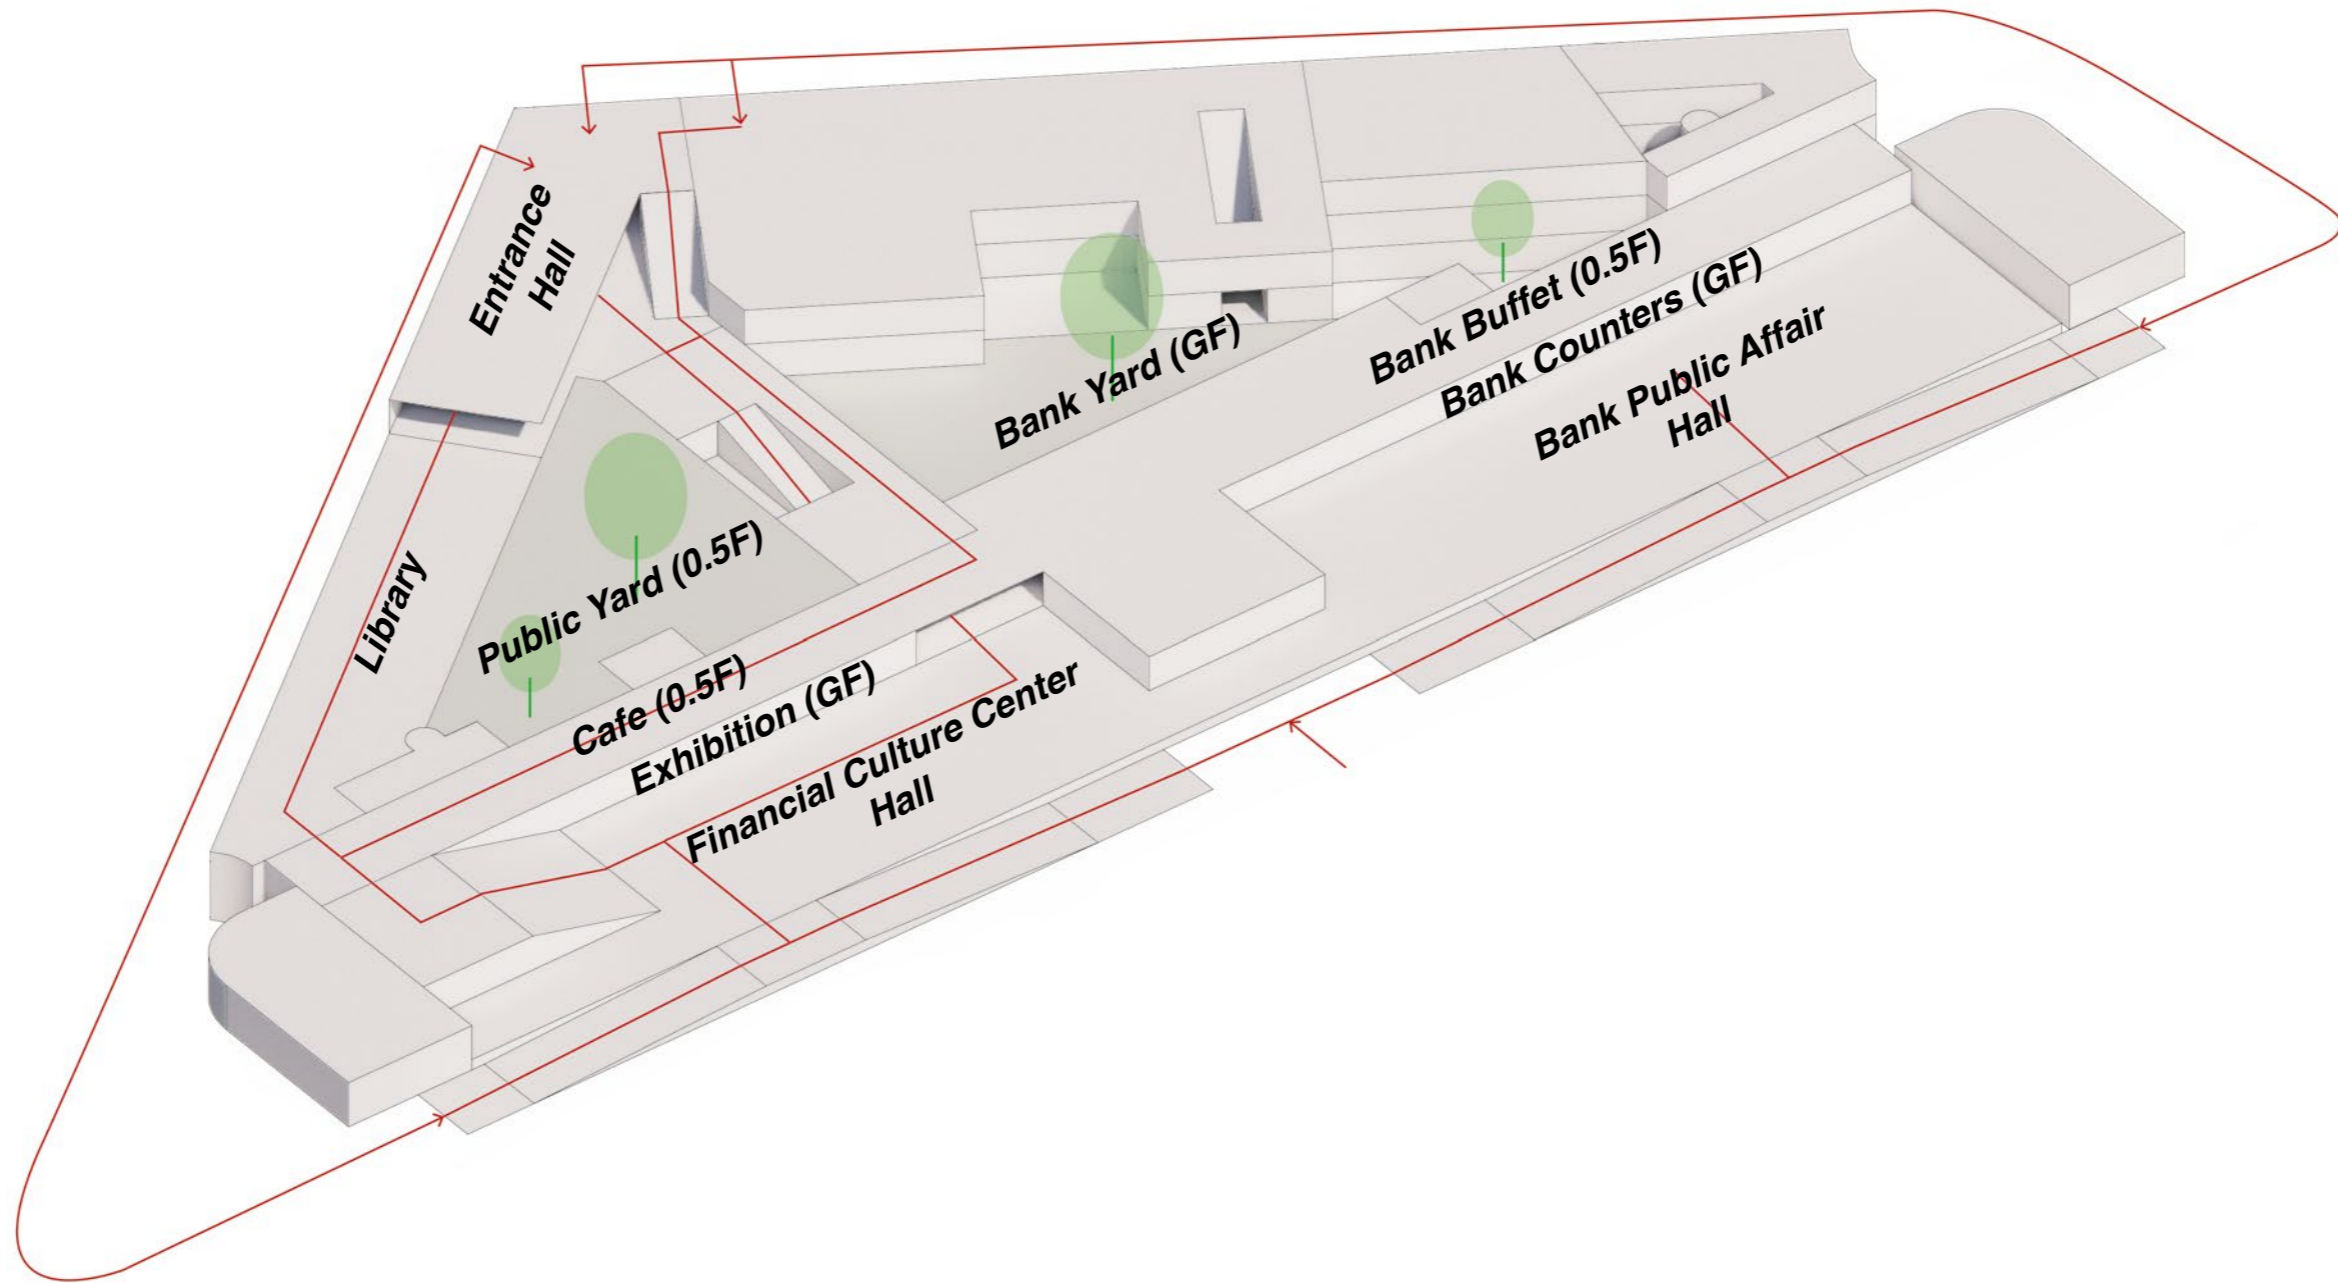 Entrance
Hall
Library
Public Yard (0.5F)
Bank Yard (GF)
Bank Buffet (0.5F)
Bank Counters (GF)
Bank Public Affair
Hall
Cafe (0.5F)
Exhibition (GF)
Financial Culture Center
Hall